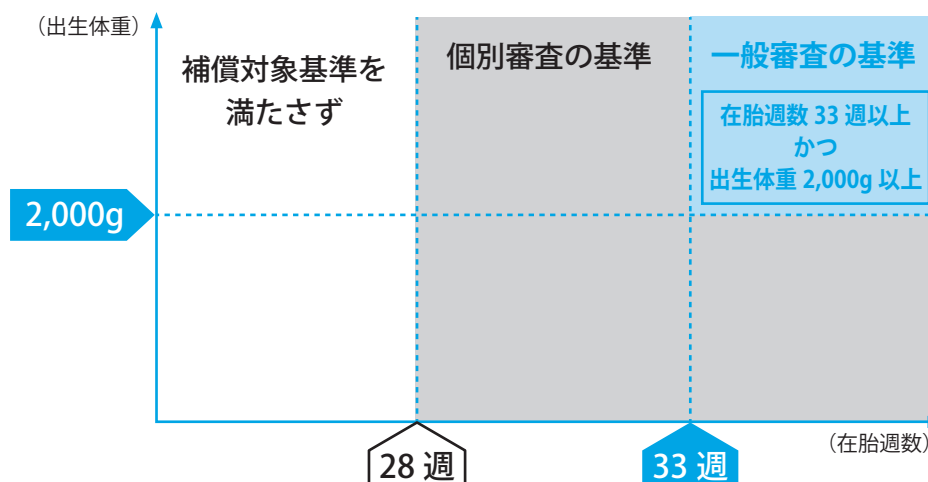 （出生体重）
補償対象基準を
満たさず
個別審査の基準
一般審査の基準
在胎週数 33 週以上
かつ
出生体重 2,000g 以上
2,000g
28 週
33 週
（在胎週数）